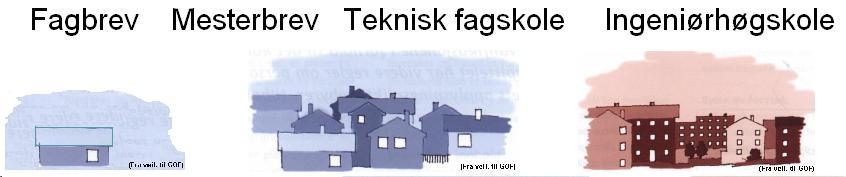 Fagbrev Mesterbrev Teknisk fagskole Ingeniørhøgskole
(Fra veil. til GOF) (Fra veil. til GOF) (Fra veil. til GOF)